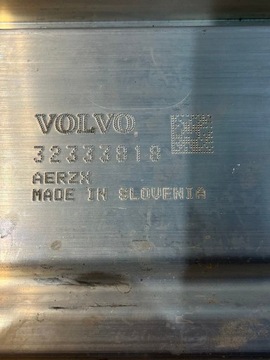 VOLVO
32333818
AERZX
MADE IN SLOVENIA